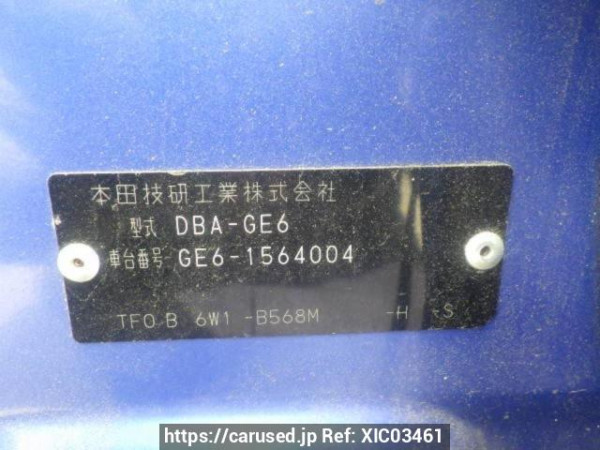 本田技研工業株式会社
型式 DBA-GE6
車台番号 GE6-1564004
TF0 B 6W1 -B568M -H -S
https://carused.jp Ref: XIC03461